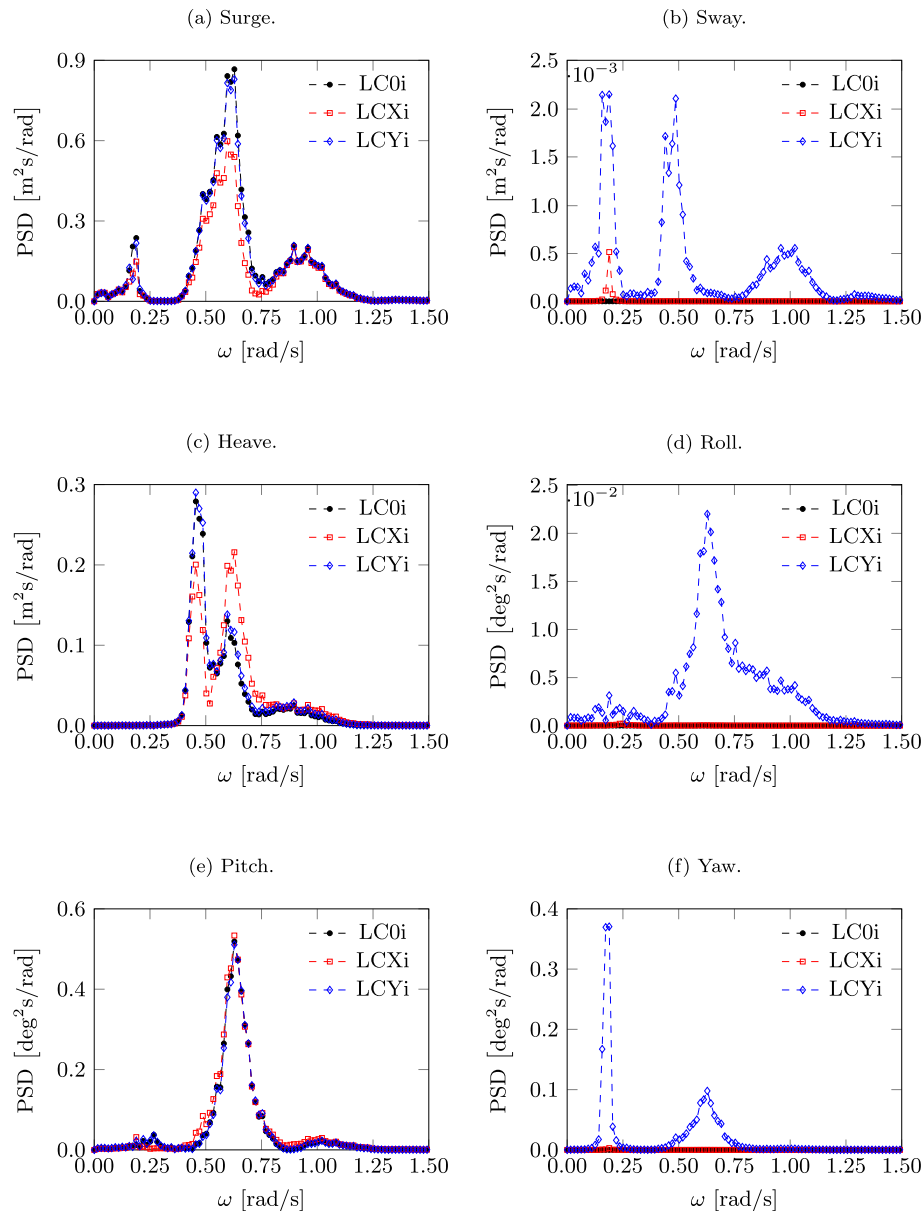 (a) Surge.
0.9
0.6
0.3
0.0
PSD [m²s/rad]
LC0i
LCXi
LCYi
0.00 0.25 0.50 0.75 1.00 1.25 1.50
ω [rad/s]
(b) Sway.
·10⁻³
2.5
2.0
1.5
1.0
0.5
0.0
PSD [m²s/rad]
LC0i
LCXi
LCYi
0.00 0.25 0.50 0.75 1.00 1.25 1.50
ω [rad/s]
(c) Heave.
0.3
0.2
0.1
0.0
PSD [m²s/rad]
LC0i
LCXi
LCYi
0.00 0.25 0.50 0.75 1.00 1.25 1.50
ω [rad/s]
(d) Roll.
·10⁻²
2.5
2.0
1.5
1.0
0.5
0.0
PSD [deg²s/rad]
LC0i
LCXi
LCYi
0.00 0.25 0.50 0.75 1.00 1.25 1.50
ω [rad/s]
(e) Pitch.
0.6
0.4
0.2
0.0
PSD [deg²s/rad]
LC0i
LCXi
LCYi
0.00 0.25 0.50 0.75 1.00 1.25 1.50
ω [rad/s]
(f) Yaw.
0.4
0.3
0.2
0.1
0.0
PSD [deg²s/rad]
LC0i
LCXi
LCYi
0.00 0.25 0.50 0.75 1.00 1.25 1.50
ω [rad/s]